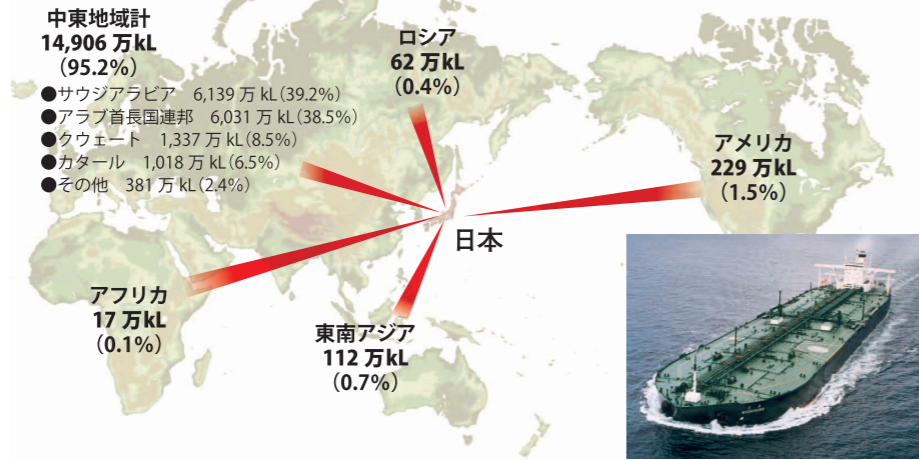 中東地域計
14,906 万kL
(95.2%)
●サウジアラビア 6,139 万 kL(39.2%)
●アラブ首長国連邦 6,031 万 kL(38.5%)
●クウェート 1,337 万 kL(8.5%)
●カタール 1,018 万 kL(6.5%)
●その他 381 万 kL(2.4%)
ロシア
62 万kL
(0.4%)
アメリカ
229 万kL
(1.5%)
日本
アフリカ
17 万kL
(0.1%)
東南アジア
112 万kL
(0.7%)